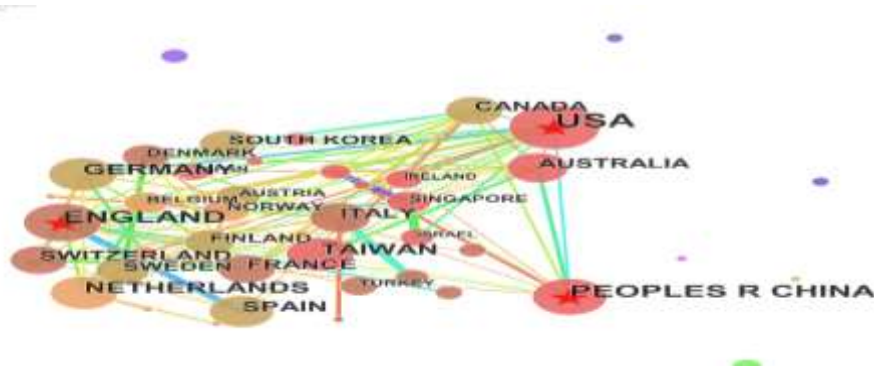 CANADA
USA
SOUTH KOREA
DENMARK
AUSTRALIA
GERMANY
IRELAND
BELGIUM
AUSTRIA
SINGAPORE
NORWAY
ENGLAND
ITALY
ISRAEL
FINLAND
TAIWAN
SWITZERLAND
SWEDEN
FRANCE
TURKEY
NETHERLANDS
PEOPLES R CHINA
SPAIN